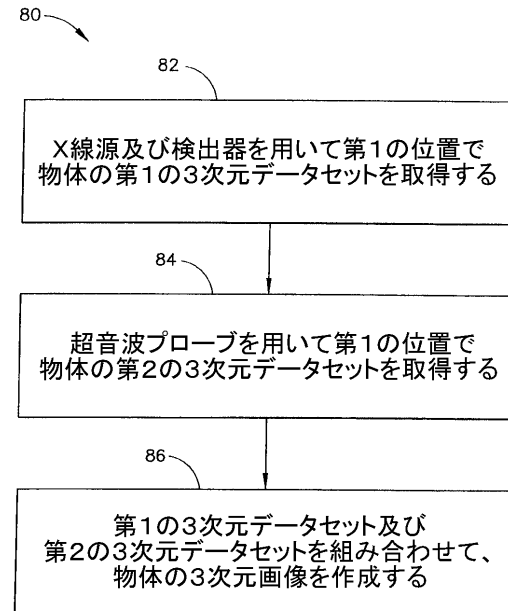 80
82
X線源及び検出器を用いて第1の位置で
物体の第1の3次元データセットを取得する
84
超音波プローブを用いて第1の位置で
物体の第2の3次元データセットを取得する
86
第1の3次元データセット及び
第2の3次元データセットを組み合わせて、
物体の3次元画像を作成する